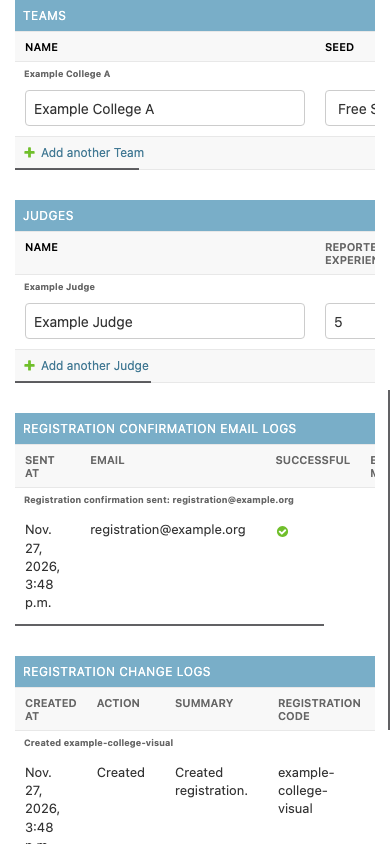 TEAMS
NAME SEED
Example College A
Example College A Free S
+ Add another Team
JUDGES
NAME REPORTE
EXPERIEN
Example Judge
Example Judge 5
+ Add another Judge
REGISTRATION CONFIRMATION EMAIL LOGS
SENT EMAIL SUCCESSFUL E
AT M
Registration confirmation sent: registration@example.org
Nov. registration@example.org
27,
2026,
3:48
p.m.
REGISTRATION CHANGE LOGS
CREATED ACTION SUMMARY REGISTRATION
AT CODE
Created example-college-visual
Nov. Created Created example-
27, registration. college-
2026, visual
3:48